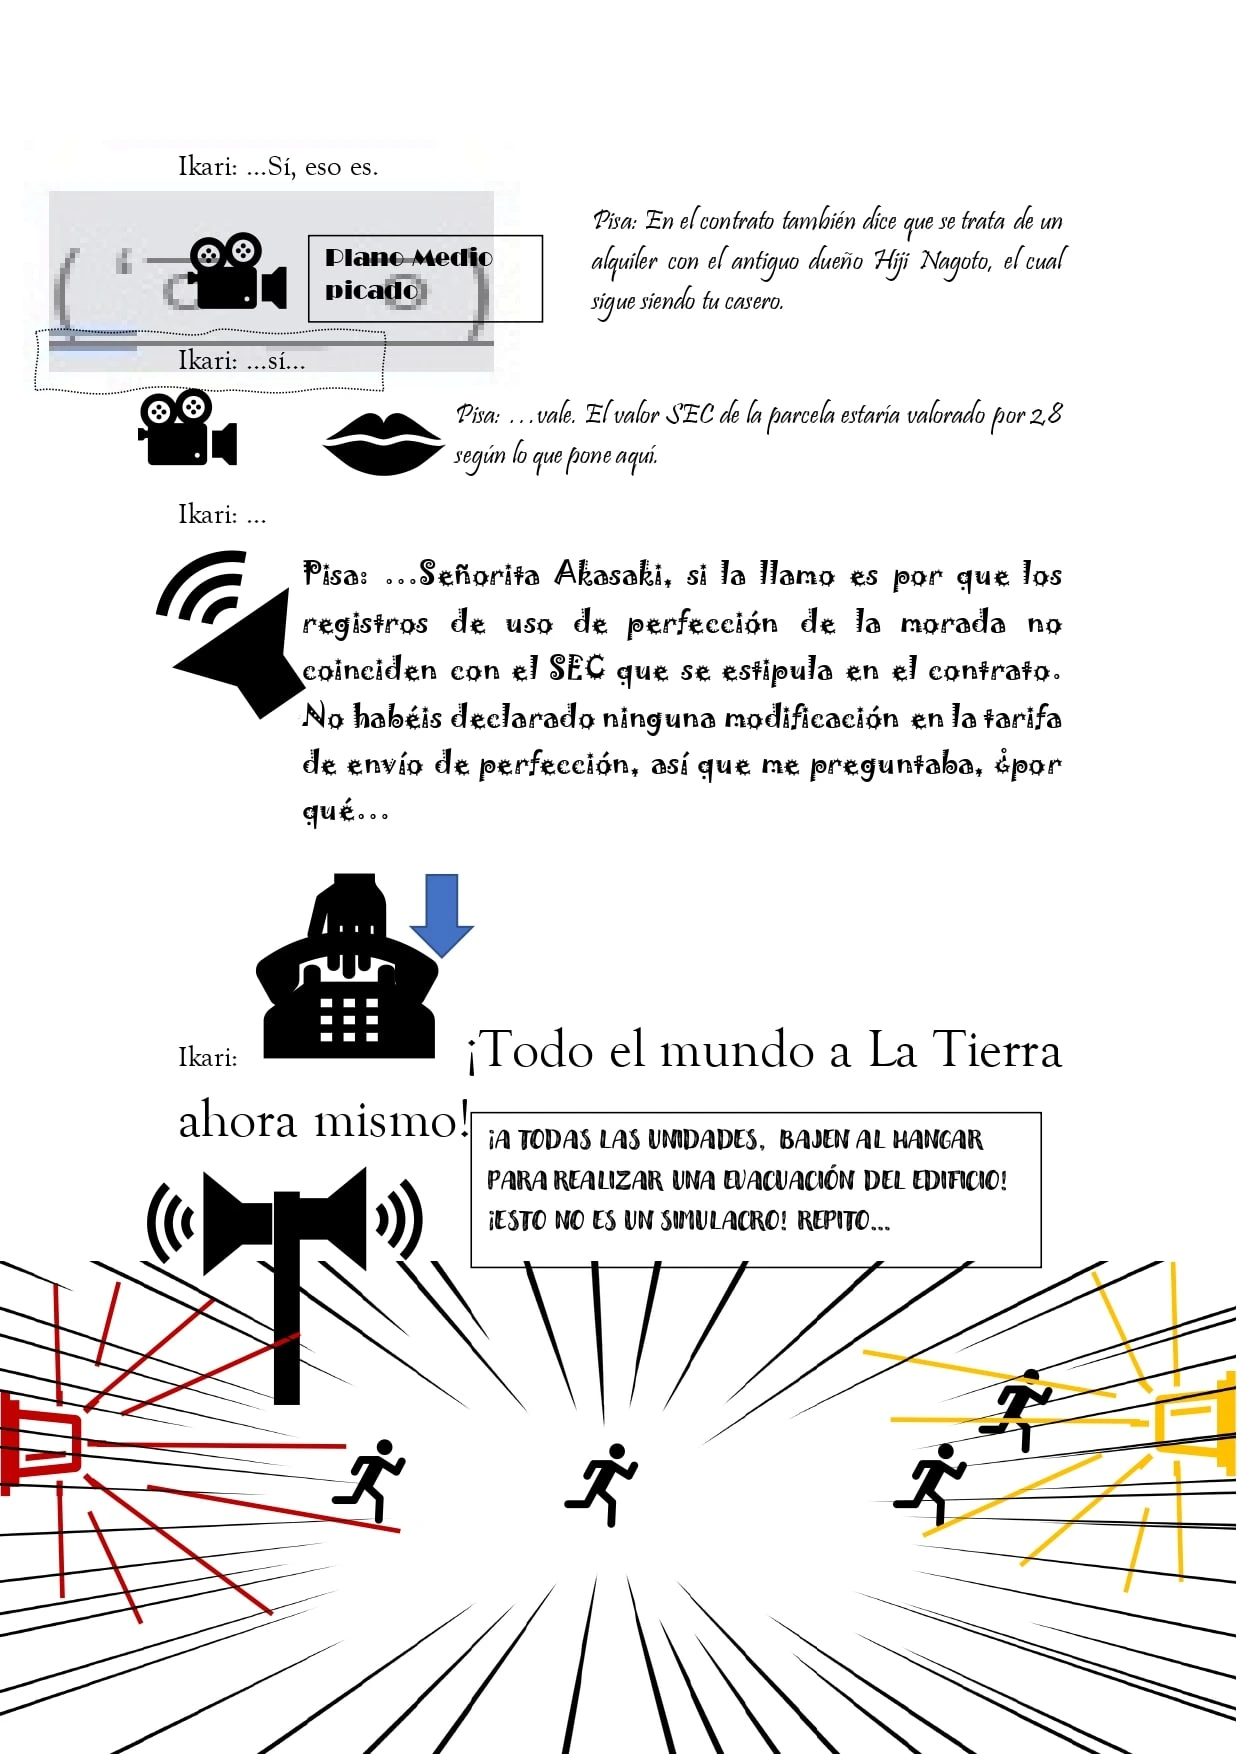 Ikari: ...Sí, eso es.
Pisa: En el contrato también dice que se trata de un
alquiler con el antiguo dueño Hiji Nagoto, el cual
sigue siendo tu casero.
Plano Medio
picado
Ikari: ...sí...
Pisa: ...vale. El valor SEC de la parcela estaría valorado por 2,8
según lo que pone aquí.
Ikari: ...
Pisa: ...Señorita Akasaki, si la llamo es por que los
registros de uso de perfección de la morada no
coinciden con el SEC que se estipula en el contrato.
No habéis declarado ninguna modificación en la tarifa
de envío de perfección, así que me preguntaba, ¿por
qué...
Ikari: ¡Todo el mundo a La Tierra
ahora mismo!
¡A TODAS LAS UNIDADES, BAJEN AL HANGAR
PARA REALIZAR UNA EVACUACIÓN DEL EDIFICIO!
¡ESTO NO ES UN SIMULACRO! REPITO...